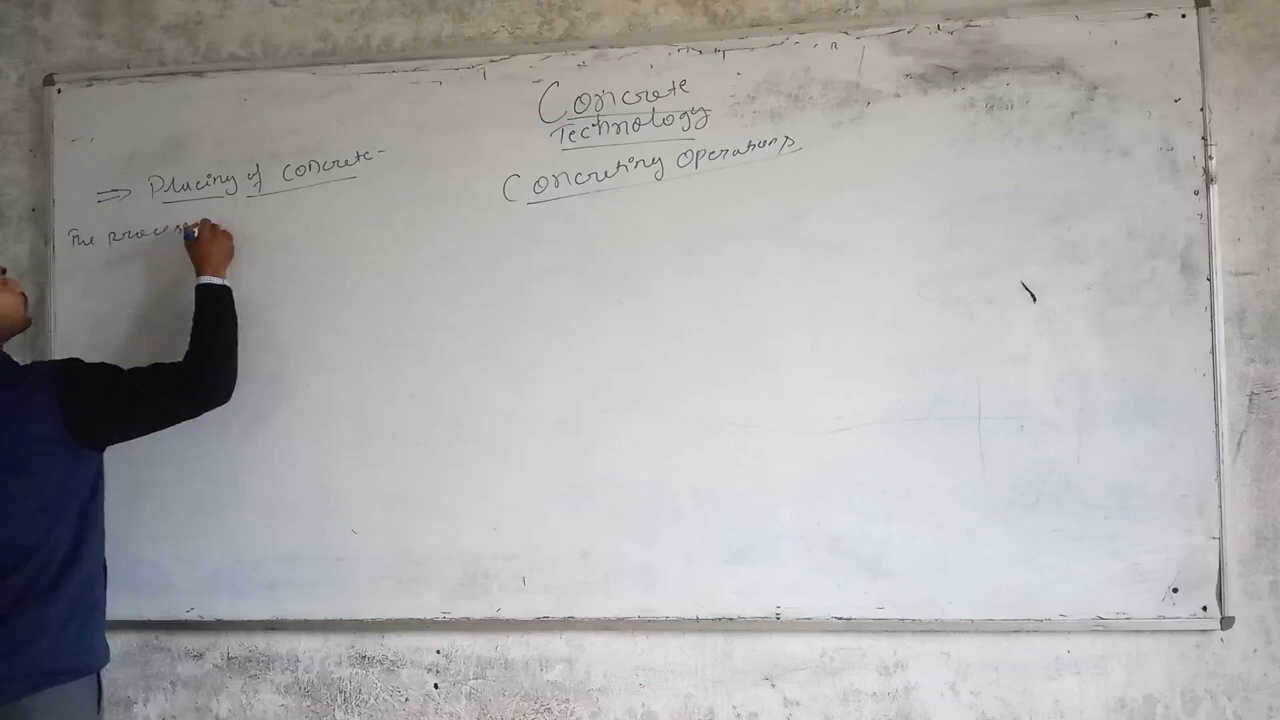 Concrete
Technology
Concreting Operations
⇒ Placing of concrete-
The process